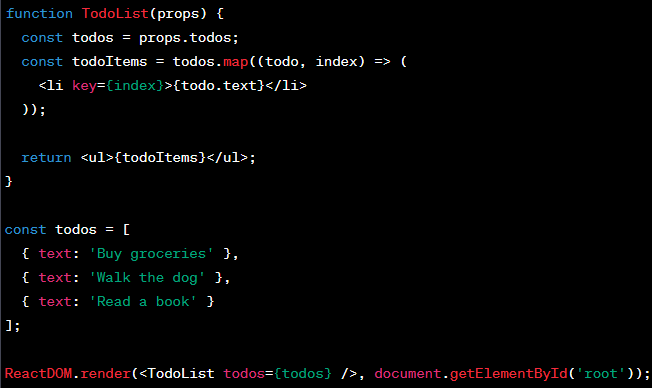 function TodoList(props) {
  const todos = props.todos;
  const todoItems = todos.map((todo, index) => (
    <li key={index}>{todo.text}</li>
  ));

  return <ul>{todoItems}</ul>;
}

const todos = [
  { text: 'Buy groceries' },
  { text: 'Walk the dog' },
  { text: 'Read a book' }
];

ReactDOM.render(<TodoList todos={todos} />, document.getElementById('root'));